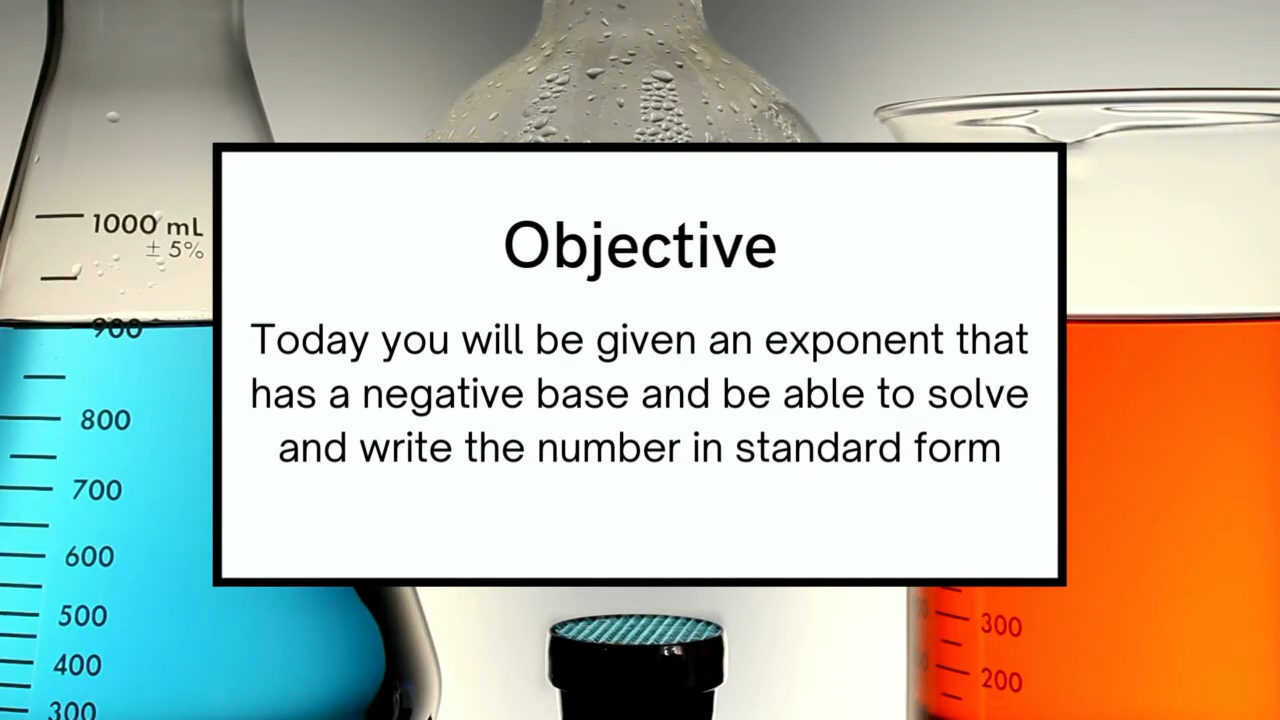 Objective
Today you will be given an exponent that
has a negative base and be able to solve
and write the number in standard form
1000 mL
± 5%
900
800
700
600
500
400
300
300
200